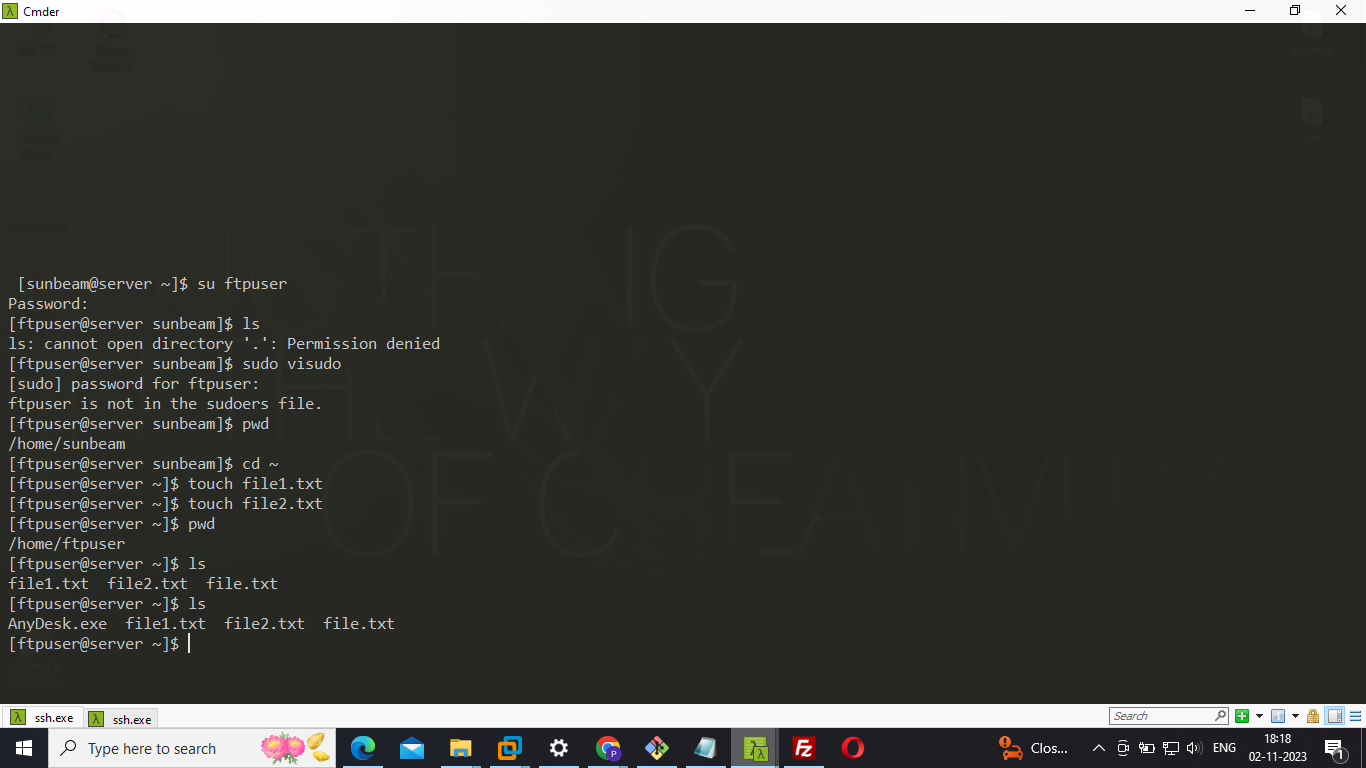 Cmder
[sunbeam@server ~]$ su ftpuser
Password:
[ftpuser@server sunbeam]$ ls
ls: cannot open directory '.': Permission denied
[ftpuser@server sunbeam]$ sudo visudo
[sudo] password for ftpuser:
ftpuser is not in the sudoers file.
[ftpuser@server sunbeam]$ pwd
/home/sunbeam
[ftpuser@server sunbeam]$ cd ~
[ftpuser@server ~]$ touch file1.txt
[ftpuser@server ~]$ touch file2.txt
[ftpuser@server ~]$ pwd
/home/ftpuser
[ftpuser@server ~]$ ls
file1.txt  file2.txt  file.txt
[ftpuser@server ~]$ ls
AnyDesk.exe  file1.txt  file2.txt  file.txt
[ftpuser@server ~]$
ssh.exe ssh.exe Search
Type here to search Clos... ENG 18:18
02-11-2023 1